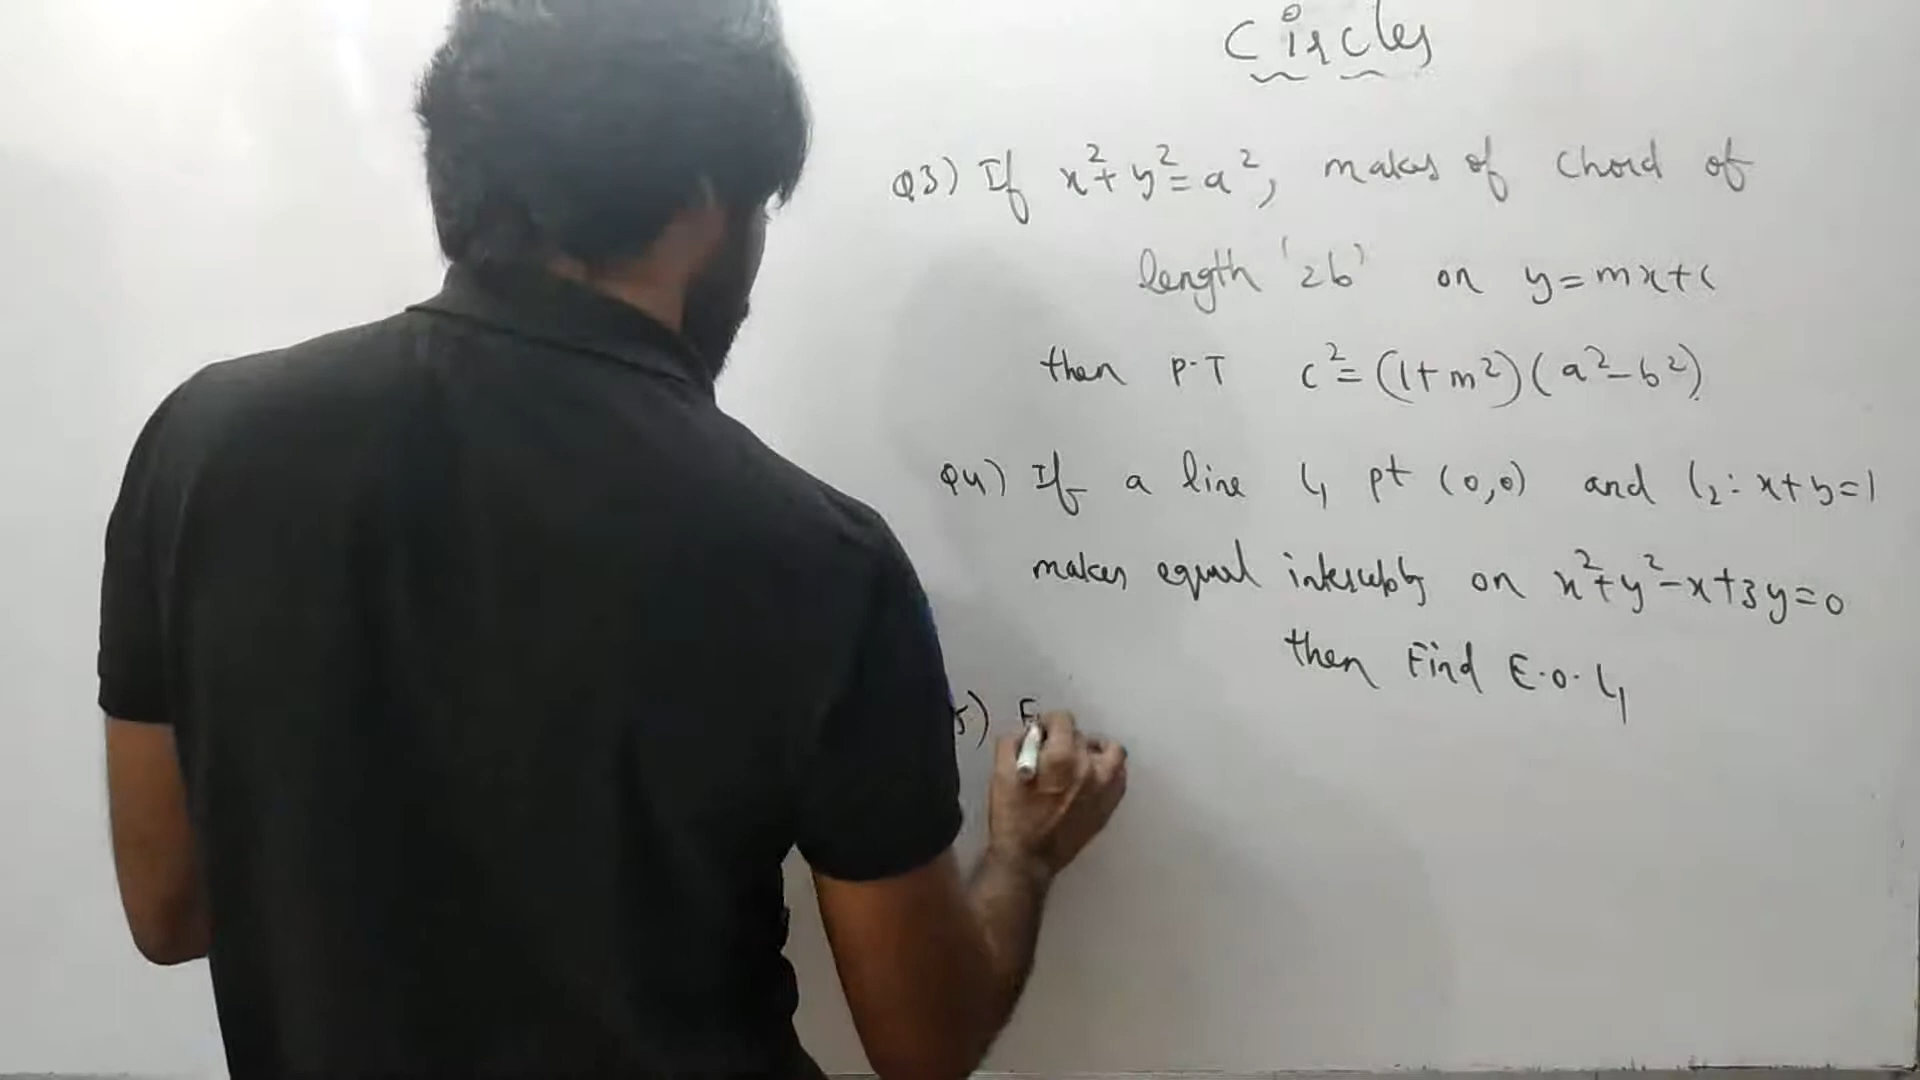 Circles
Q3) If x²+y²=a², makes of chord of
length '2b' on y=mx+c
then P.T c²=(1+m²)(a²-b²).
Q4) If a line L₁ pt (0,0) and L₂: x+y=1
makes equal intercepts on x²+y²-x+3y=0
then Find E.O.L₁
5) F